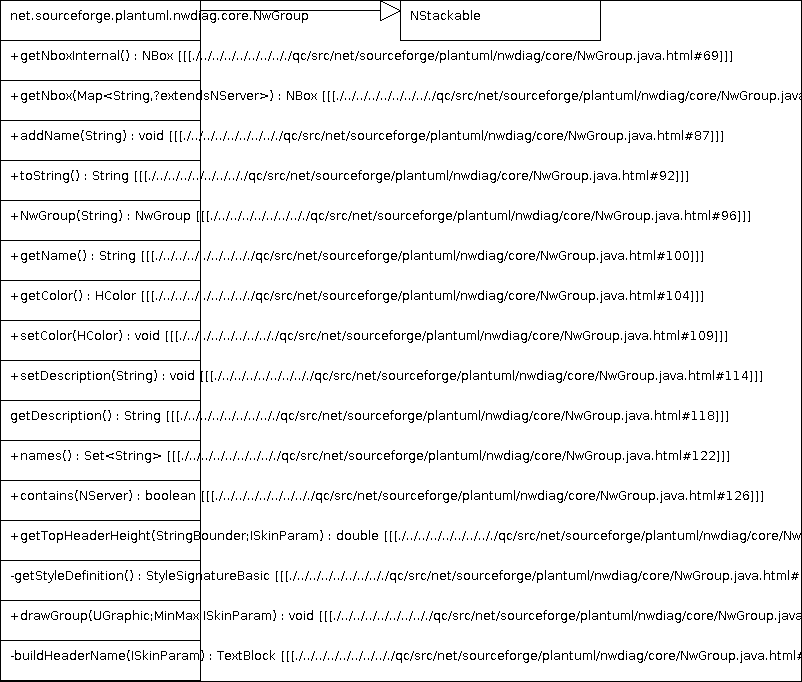 net.sourceforge.plantuml.nwdiag.core.NwGroup
NStackable
+getNboxInternal() : NBox [[[./../../../../../../../qc/src/net/sourceforge/plantuml/nwdiag/core/NwGroup.java.html#69]]]
+getNbox(Map<String,?extendsNServer>) : NBox [[[./../../../../../../../qc/src/net/sourceforge/plantuml/nwdiag/core/NwGroup.java
+addName(String) : void [[[./../../../../../../../qc/src/net/sourceforge/plantuml/nwdiag/core/NwGroup.java.html#87]]]
+toString() : String [[[./../../../../../../../qc/src/net/sourceforge/plantuml/nwdiag/core/NwGroup.java.html#92]]]
+NwGroup(String) : NwGroup [[[./../../../../../../../qc/src/net/sourceforge/plantuml/nwdiag/core/NwGroup.java.html#96]]]
+getName() : String [[[./../../../../../../../qc/src/net/sourceforge/plantuml/nwdiag/core/NwGroup.java.html#100]]]
+getColor() : HColor [[[./../../../../../../../qc/src/net/sourceforge/plantuml/nwdiag/core/NwGroup.java.html#104]]]
+setColor(HColor) : void [[[./../../../../../../../qc/src/net/sourceforge/plantuml/nwdiag/core/NwGroup.java.html#109]]]
+setDescription(String) : void [[[./../../../../../../../qc/src/net/sourceforge/plantuml/nwdiag/core/NwGroup.java.html#114]]]
getDescription() : String [[[./../../../../../../../qc/src/net/sourceforge/plantuml/nwdiag/core/NwGroup.java.html#118]]]
+names() : Set<String> [[[./../../../../../../../qc/src/net/sourceforge/plantuml/nwdiag/core/NwGroup.java.html#122]]]
+contains(NServer) : boolean [[[./../../../../../../../qc/src/net/sourceforge/plantuml/nwdiag/core/NwGroup.java.html#126]]]
+getTopHeaderHeight(StringBounder;ISkinParam) : double [[[./../../../../../../../qc/src/net/sourceforge/plantuml/nwdiag/core/Nw
-getStyleDefinition() : StyleSignatureBasic [[[./../../../../../../../qc/src/net/sourceforge/plantuml/nwdiag/core/NwGroup.java.html#
+drawGroup(UGraphic;MinMax;ISkinParam) : void [[[./../../../../../../../qc/src/net/sourceforge/plantuml/nwdiag/core/NwGroup.java
-buildHeaderName(ISkinParam) : TextBlock [[[./../../../../../../../qc/src/net/sourceforge/plantuml/nwdiag/core/NwGroup.java.html#